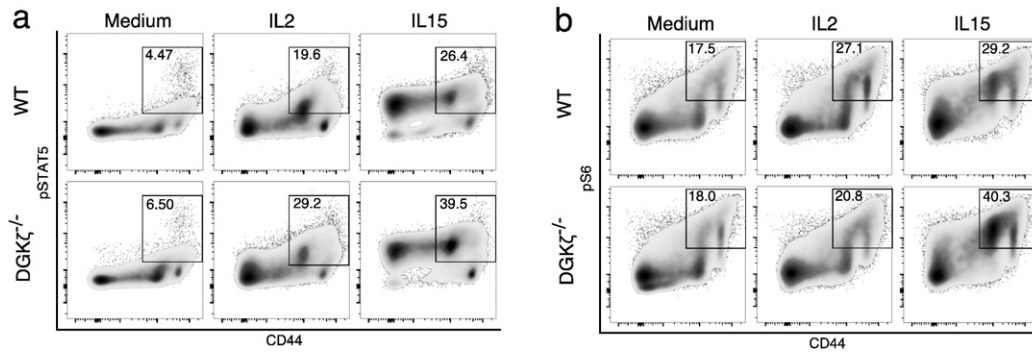 a
Medium IL2 IL15
WT
4.47 19.6 26.4
DGKζ-/-
6.50 29.2 39.5
pSTAT5
CD44
b
Medium IL2 IL15
WT
17.5 27.1 29.2
DGKζ-/-
18.0 20.8 40.3
pS6
CD44